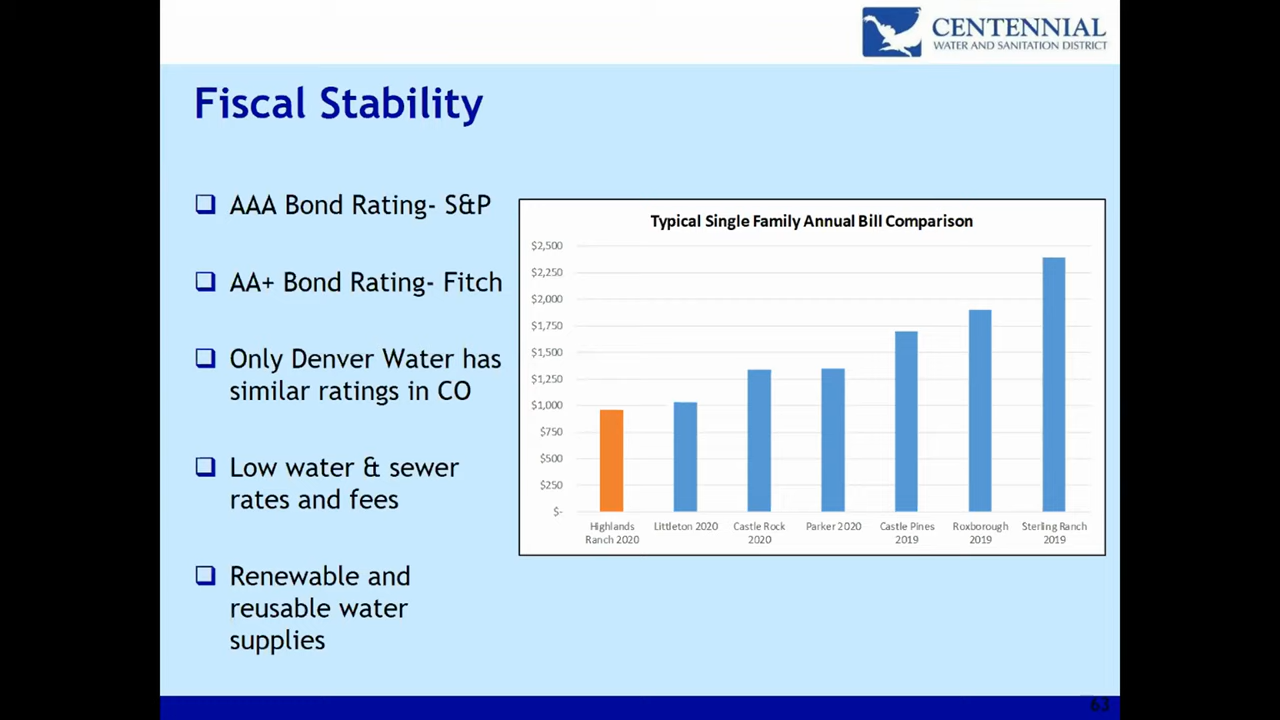 CENTENNIAL
WATER AND SANITATION DISTRICT
Fiscal Stability
AAA Bond Rating- S&P
AA+ Bond Rating- Fitch
Only Denver Water has
similar ratings in CO
Low water & sewer
rates and fees
Renewable and
reusable water
supplies
Typical Single Family Annual Bill Comparison
$2,500
$2,250
$2,000
$1,750
$1,500
$1,250
$1,000
$750
$500
$250
$-
Highlands
Ranch 2020
Littleton 2020
Castle Rock
2020
Parker 2020
Castle Pines
2019
Roxborough
2019
Sterling Ranch
2019
63